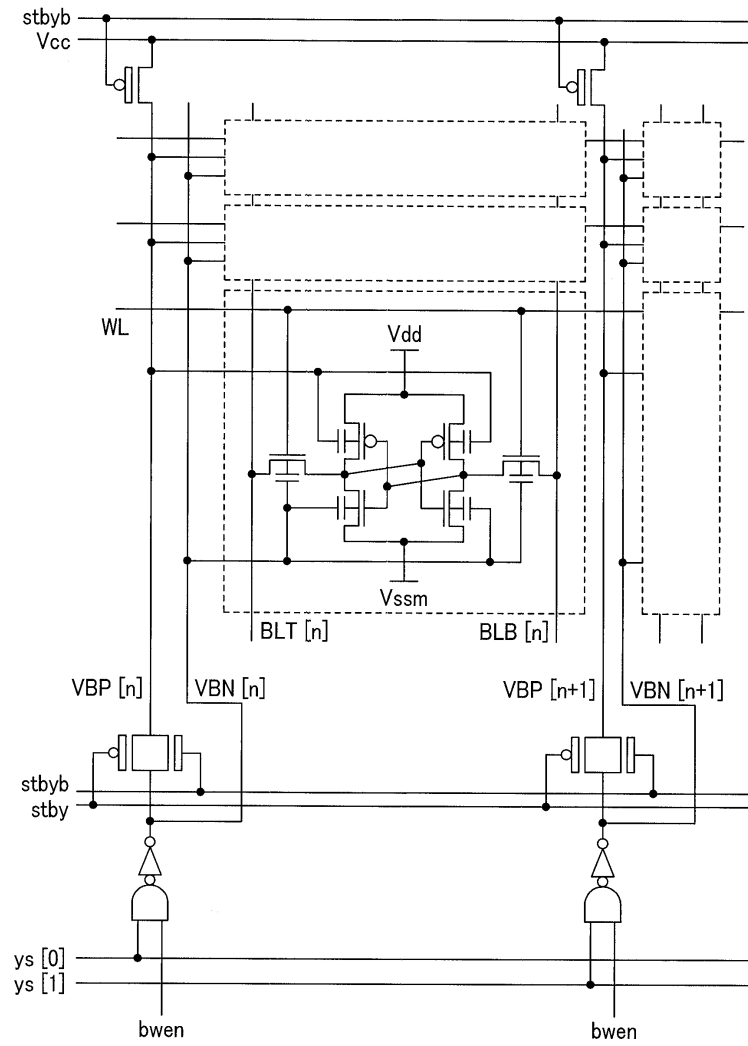 stbyb
Vcc
WL
Vdd
Vssm
BLT [n]
BLB [n]
VBP [n]
VBN [n]
VBP [n+1]
VBN [n+1]
stbyb
stby
ys [0]
ys [1]
bwen
bwen